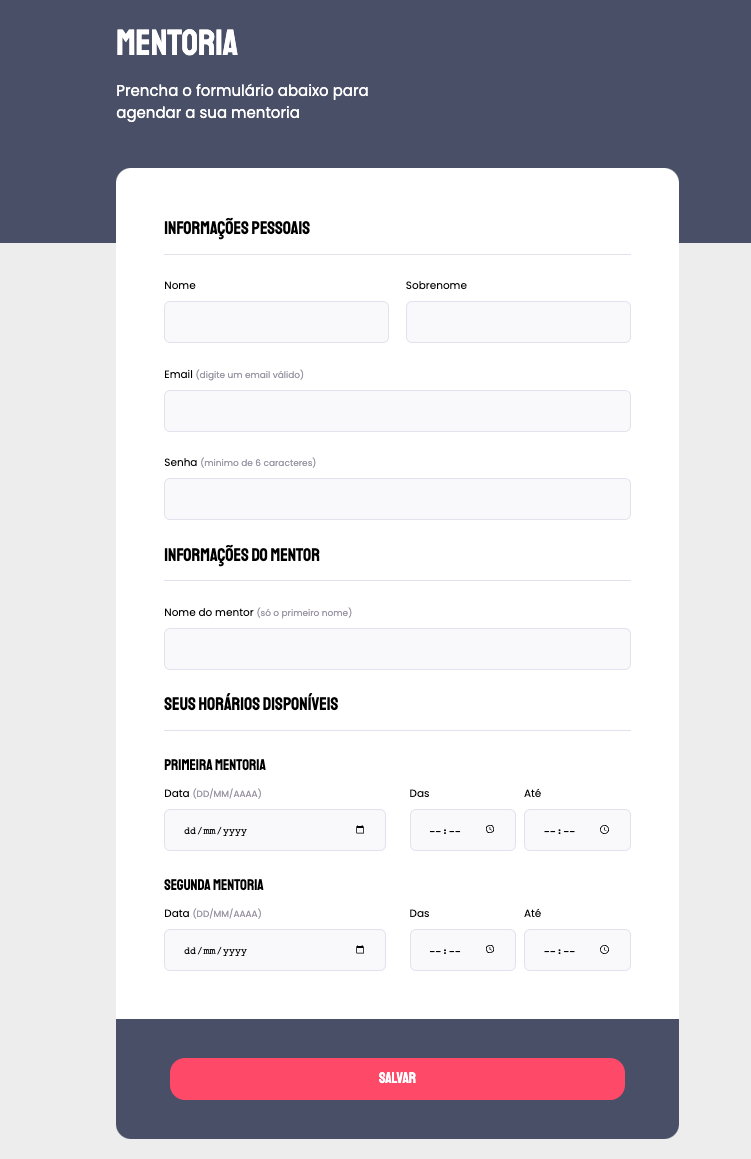 MENTORIA
Prencha o formulário abaixo para
agendar a sua mentoria
INFORMAÇÕES PESSOAIS
Nome Sobrenome
Email (digite um email válido)
Senha (minimo de 6 caracteres)
INFORMAÇÕES DO MENTOR
Nome do mentor (só o primeiro nome)
SEUS HORÁRIOS DISPONÍVEIS
PRIMEIRA MENTORIA
Data (DD/MM/AAAA) Das Até
dd/mm/yyyy --:-- --:--
SEGUNDA MENTORIA
Data (DD/MM/AAAA) Das Até
dd/mm/yyyy --:-- --:--
SALVAR